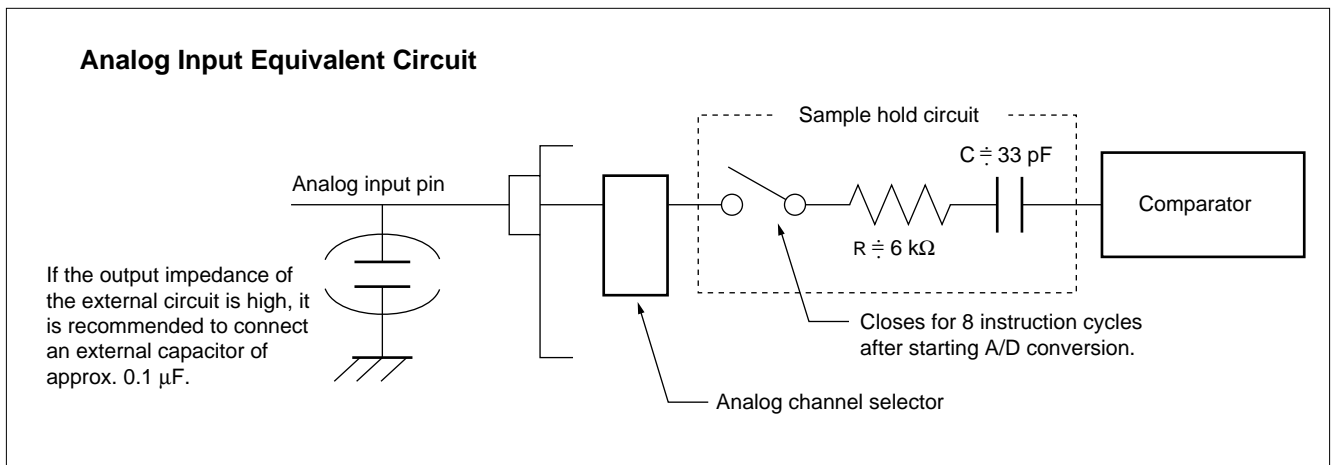 Analog Input Equivalent Circuit
Sample hold circuit
C ≑ 33 pF
Analog input pin
Comparator
R ≑ 6 kΩ
If the output impedance of
the external circuit is high, it
is recommended to connect
an external capacitor of
approx. 0.1 µF.
Closes for 8 instruction cycles
after starting A/D conversion.
Analog channel selector